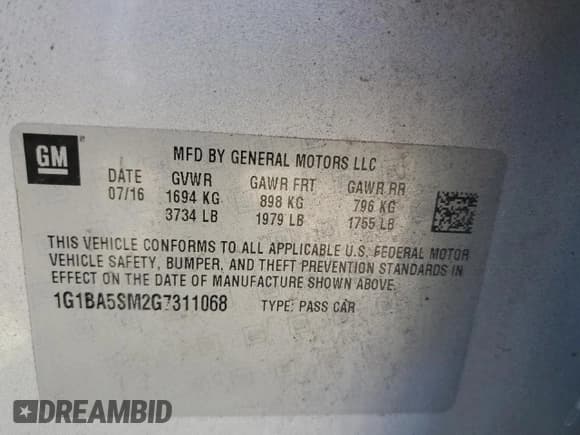 GM
MFD BY GENERAL MOTORS LLC
DATE GVWR GAWR FRT GAWR RR
07/16 1694 KG 898 KG 796 KG
3734 LB 1979 LB 1755 LB
THIS VEHICLE CONFORMS TO ALL APPLICABLE U.S. FEDERAL MOTOR
VEHICLE SAFETY, BUMPER, AND THEFT PREVENTION STANDARDS IN
EFFECT ON THE DATE OF MANUFACTURE SHOWN ABOVE.
1G1BA5SM2G7311068 TYPE: PASS CAR
DREAMBID